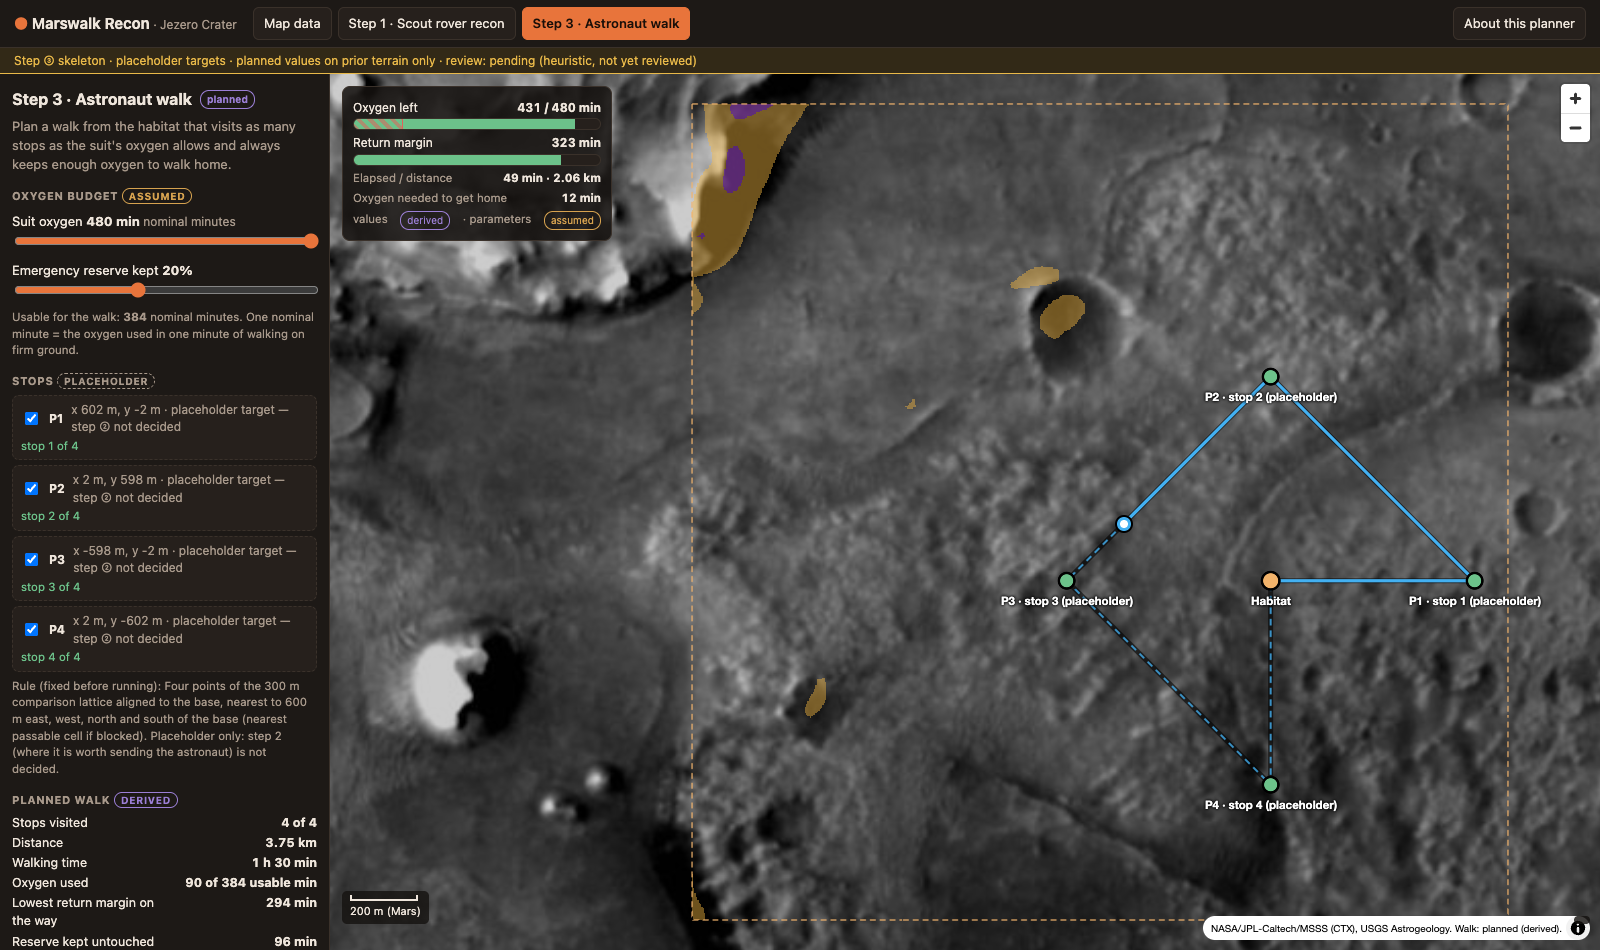 Marswalk Recon · Jezero Crater
Map data
Step 1 · Scout rover recon
Step 3 · Astronaut walk
About this planner
Step ③ skeleton · placeholder targets · planned values on prior terrain only · review: pending (heuristic, not yet reviewed)
Step 3 · Astronaut walk planned
Plan a walk from the habitat that visits as many
stops as the suit's oxygen allows and always
keeps enough oxygen to walk home.
OXYGEN BUDGET ASSUMED
Suit oxygen 480 min nominal minutes
Emergency reserve kept 20%
Usable for the walk: 384 nominal minutes. One nominal
minute = the oxygen used in one minute of walking on
firm ground.
STOPS PLACEHOLDER
P1 x 602 m, y -2 m · placeholder target —
step ② not decided
stop 1 of 4
P2 x 2 m, y 598 m · placeholder target —
step ② not decided
stop 2 of 4
P3 x -598 m, y -2 m · placeholder target —
step ② not decided
stop 3 of 4
P4 x 2 m, y -602 m · placeholder target —
step ② not decided
stop 4 of 4
Rule (fixed before running): Four points of the 300 m
comparison lattice aligned to the base, nearest to 600
m east, west, north and south of the base (nearest
passable cell if blocked). Placeholder only: step 2
(where it is worth sending the astronaut) is not
decided.
PLANNED WALK DERIVED
Stops visited 4 of 4
Distance 3.75 km
Walking time 1 h 30 min
Oxygen used 90 of 384 usable min
Lowest return margin on 294 min
the way
Reserve kept untouched 96 min
Oxygen left 431 / 480 min
Return margin 323 min
Elapsed / distance 49 min · 2.06 km
Oxygen needed to get home 12 min
values derived · parameters assumed
+
−
P2 · stop 2 (placeholder)
P3 · stop 3 (placeholder)
Habitat
P1 · stop 1 (placeholder)
P4 · stop 4 (placeholder)
200 m (Mars)
NASA/JPL-Caltech/MSSS (CTX), USGS Astrogeology. Walk: planned (derived).